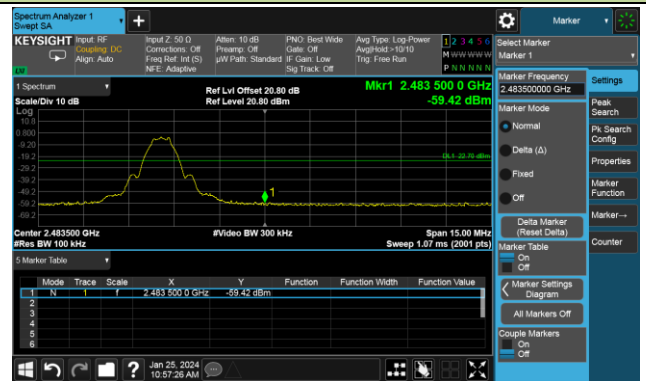 Spectrum Analyzer 1
Swept SA
Marker
KEYSIGHT
Input: RF
Coupling: DC
Align: Auto
Input Z: 50 Ω
Corrections: Off
Freq Ref: Int (S)
NFE: Adaptive
Atten: 10 dB
Preamp: Off
µW Path: Standard
PNO: Best Wide
Gate: Off
IF Gain: Low
Sig Track: Off
Avg Type: Log-Power
Avg|Hold:>10/10
Trig: Free Run
1 2 3 4 5 6
M W W W W W
P N N N N N
LW
1 Spectrum
Scale/Div 10 dB
Log
Ref Lvl Offset 20.80 dB
Ref Level 20.80 dBm
Mkr1 2.483 500 0 GHz
-59.42 dBm
10.8
0.800
-9.20
-19.2
-29.2
-39.2
-49.2
-59.2
-69.2
DL1 -22.70 dBm
1
Center 2.483500 GHz
#Res BW 100 kHz
#Video BW 300 kHz
Span 15.00 MHz
Sweep 1.07 ms (2001 pts)
5 Marker Table
Mode Trace Scale X Y Function Function Width Function Value
1 N 1 f 2.483 500 0 GHz -59.42 dBm
2
3
4
5
6
Select Marker
Marker 1
Marker Frequency
2.483500000 GHz
Marker Mode
Normal
Delta (Δ)
Fixed
Off
Delta Marker
(Reset Delta)
Marker Table
On
Off
Marker Settings
Diagram
All Markers Off
Couple Markers
On
Off
Settings
Peak
Search
Pk Search
Config
Properties
Marker
Function
Marker→
Counter
?
Jan 25, 2024
10:57:26 AM